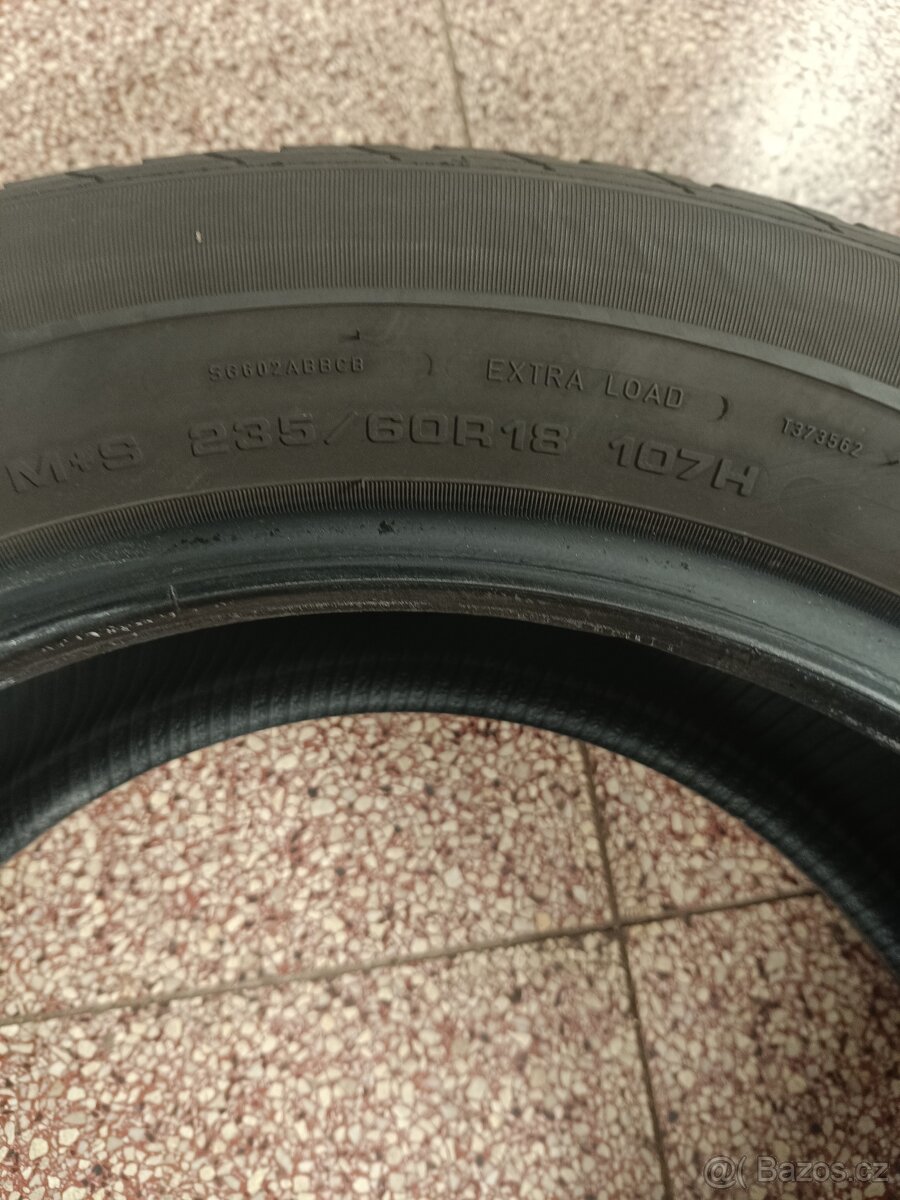 S6602ABBCB
EXTRA LOAD
T373562
M+S 235/60R18 107H
@( Bazos.cz